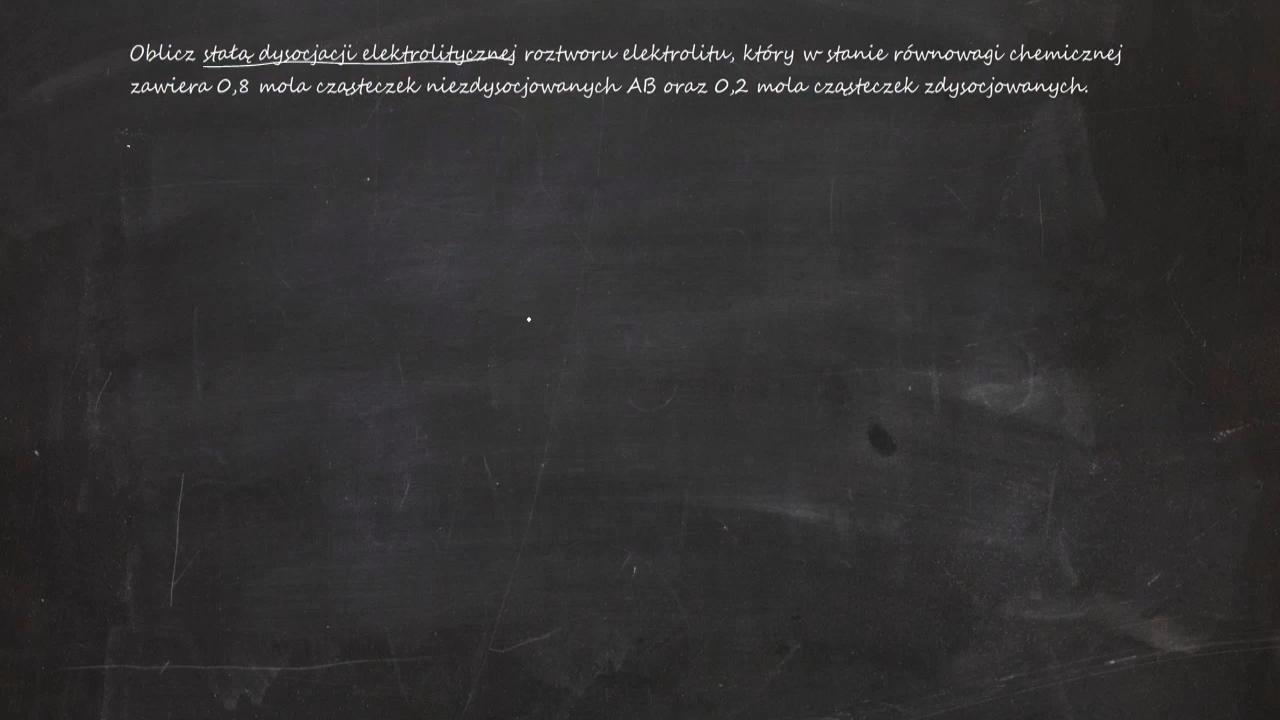 Oblicz stałą dysocjacji elektrolitycznej roztworu elektrolitu, który w stanie równowagi chemicznej
zawiera 0,8 mola cząsteczek niezdysocjowanych AB oraz 0,2 mola cząsteczek zdysocjowanych.